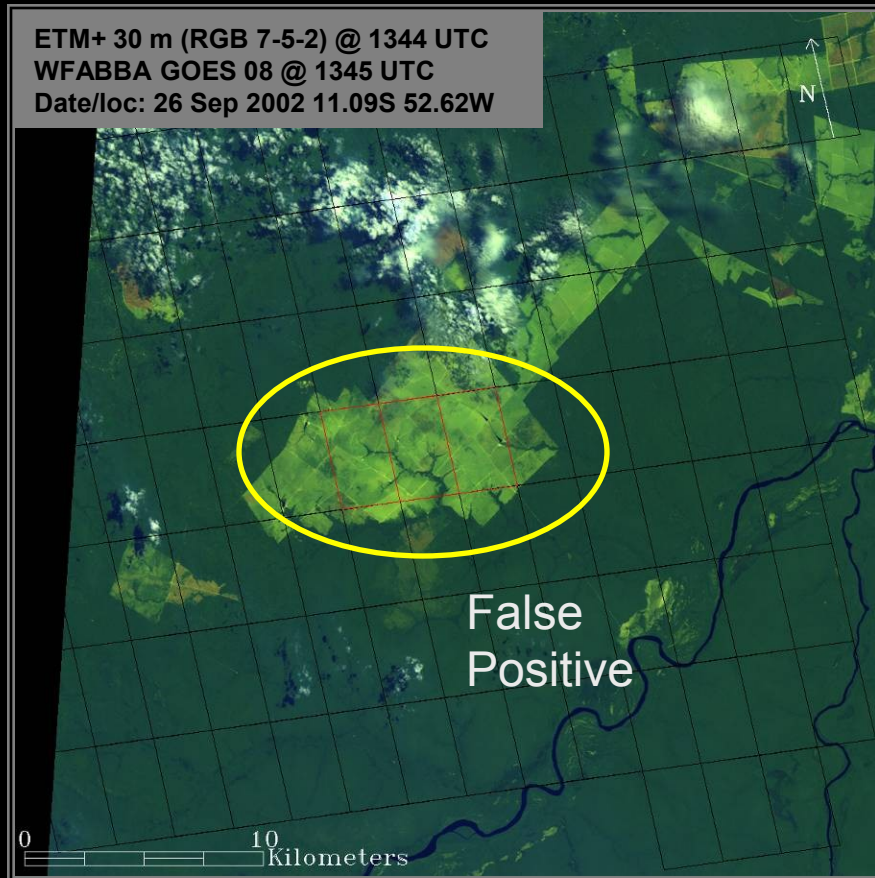 ETM+ 30 m (RGB 7-5-2) @ 1344 UTC
WFABBA GOES 08 @ 1345 UTC
Date/loc: 26 Sep 2002 11.09S 52.62W
N
False
Positive
0 10
Kilometers